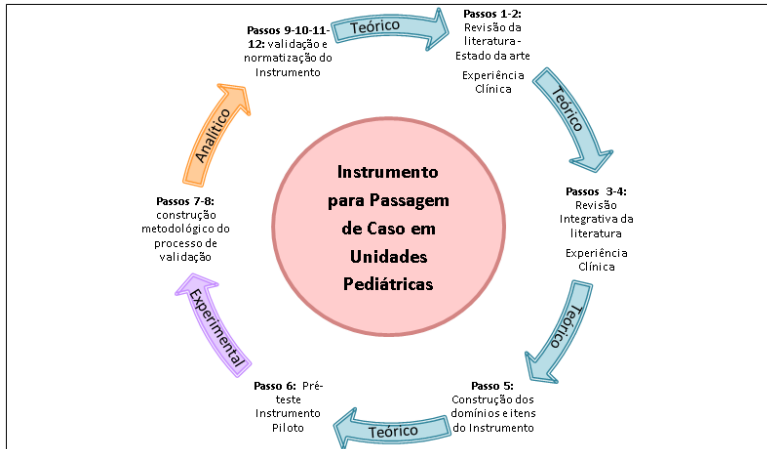 Teórico
Passos 1-2:
Revisão da
literatura -
Estado da arte
Experiência
Clínica
Teórico
Passos 3-4:
Revisão
Integrativa da
literatura
Experiência
Clínica
Teórico
Passo 5:
Construção dos
domínios e itens
do Instrumento
Teórico
Passo 6: Pré-
teste
Instrumento
Piloto
Experimental
Passos 7-8:
construção
metodológico do
processo de
validação
Analítico
Passos 9-10-11-
12: validação e
normatização do
Instrumento
Instrumento
para Passagem
de Caso em
Unidades
Pediátricas